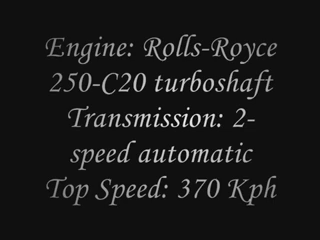 Engine: Rolls-Royce
250-C20 turboshaft
Transmission: 2-
speed automatic
Top Speed: 370 Kph